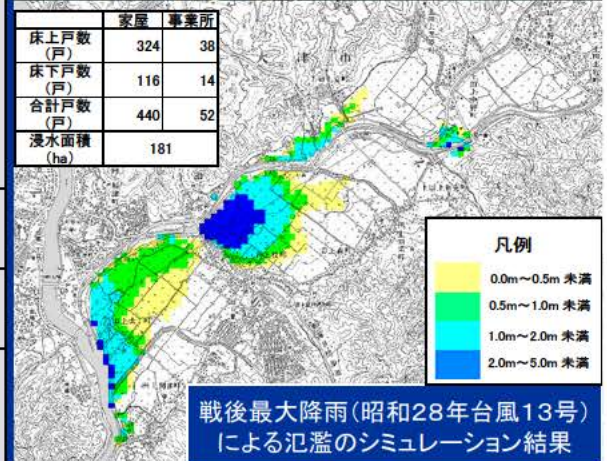 家屋 事業所
床上戸数(戸) 324 38
床下戸数(戸) 116 14
合計戸数(戸) 440 52
浸水面積(ha) 181
大津市
凡例
0.0m～0.5m 未満
0.5m～1.0m 未満
1.0m～2.0m 未満
2.0m～5.0m 未満
戦後最大降雨(昭和28年台風13号)
による氾濫のシミュレーション結果